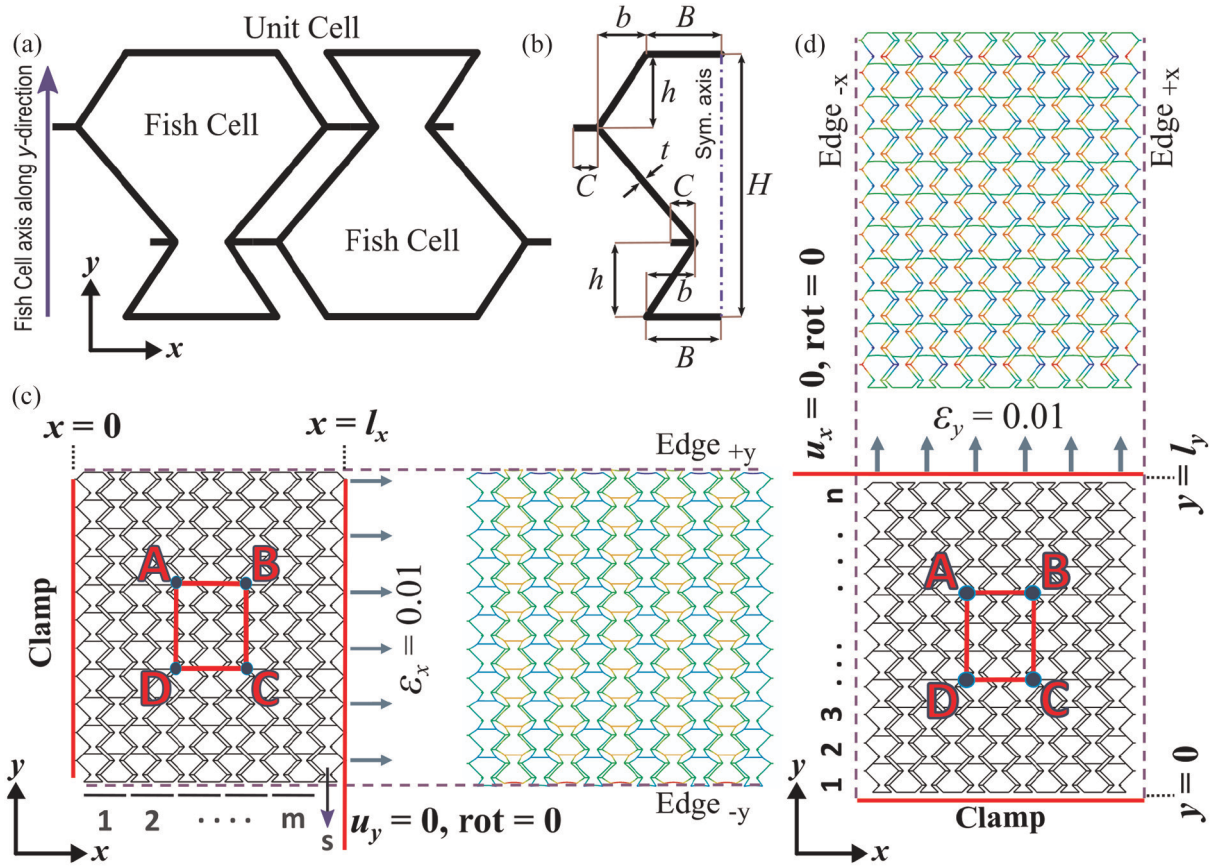 (a)
Unit Cell
Fish Cell
Fish Cell
Fish Cell axis along y-direction
y
x
(b)
b
B
h
C
t
C
Sym. axis
H
h
b
B
(c)
x = 0
x = lx
Clamp
A
B
D
C
εx = 0.01
Edge +y
Edge -y
y
x
1 2 . . . . m s
uy = 0, rot = 0
(d)
Edge -x
Edge +x
ux = 0, rot = 0
εy = 0.01
y = ly
n
. . . . .
3
2
1
A
B
D
C
y = 0
Clamp
y
x